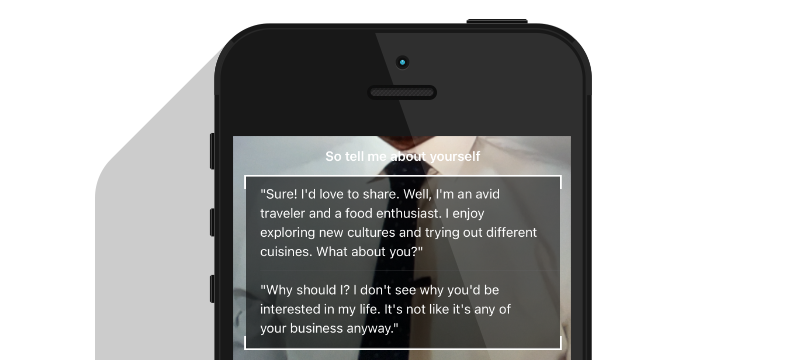 So tell me about yourself
"Sure! I'd love to share. Well, I'm an avid
traveler and a food enthusiast. I enjoy
exploring new cultures and trying out different
cuisines. What about you?"
"Why should I? I don't see why you'd be
interested in my life. It's not like it's any of
your business anyway."